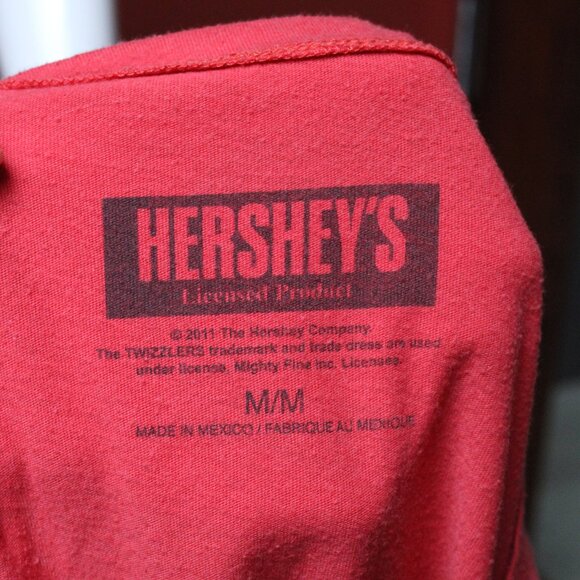 HERSHEY'S
Licensed Product
© 2011 The Hershey Company.
The TWIZZLERS trademark and trade dress are used
under license. Mighty Fine Inc. Licensee.
M/M
MADE IN MEXICO / FABRIQUE AU MEXIQUE